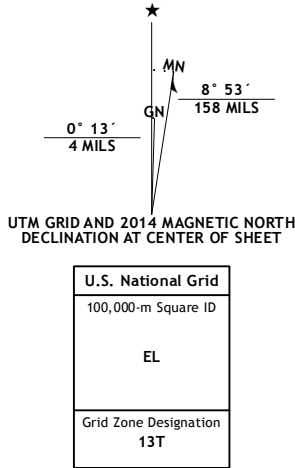 MN
8° 53´
158 MILS
GN
0° 13´
4 MILS
UTM GRID AND 2014 MAGNETIC NORTH
DECLINATION AT CENTER OF SHEET
U.S. National Grid
100,000-m Square ID
EL
Grid Zone Designation
13T